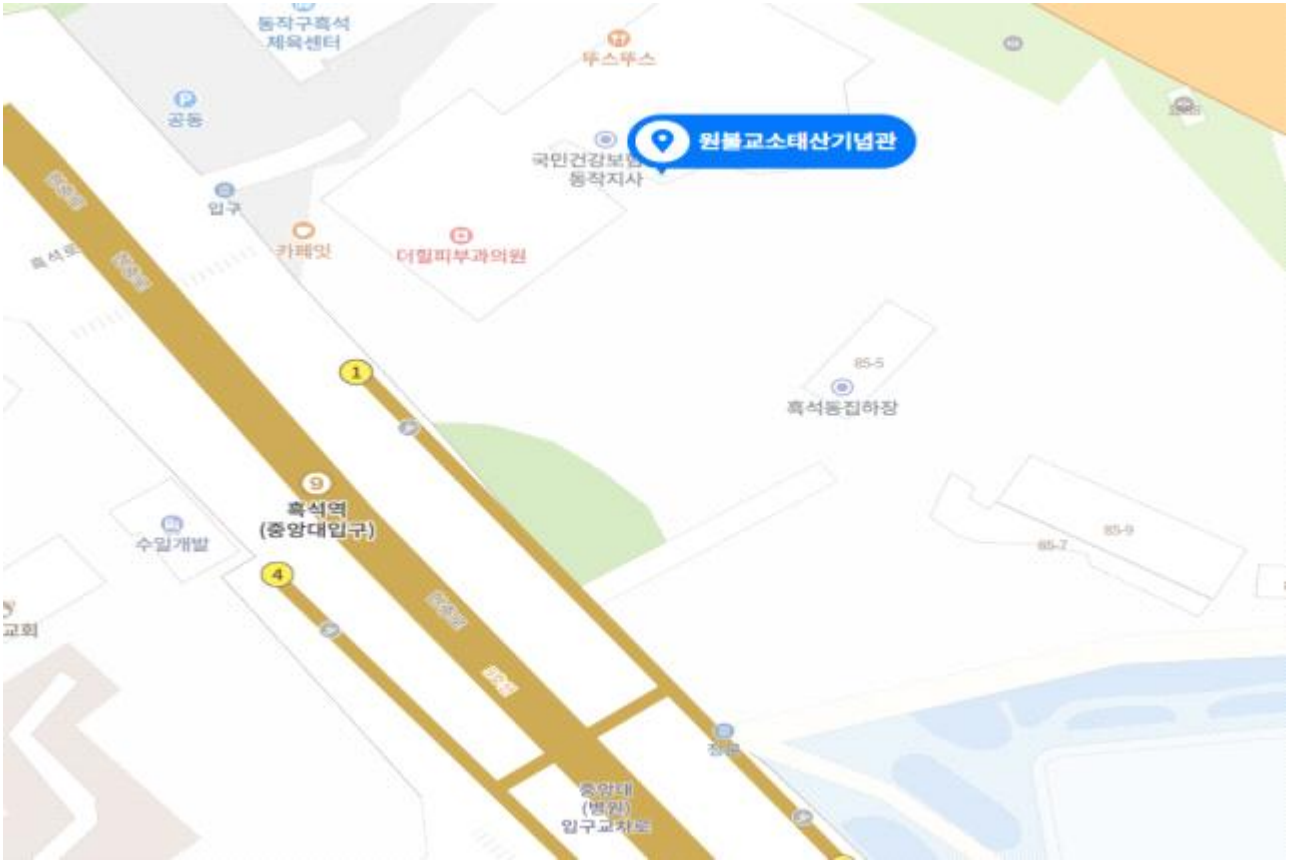 동작구흑석
체육센터
뚜스뚜스
P
공동
원불교소태산기념관
국민건강보험
동작지사
입구
카페잇
더힐피부과의원
흑석로
85-5
흑석동집하장
1
9
흑석역
(중앙대입구)
수일개발
4
85-9
85-7
교회
정문
중앙대
(병원)
입구교차로